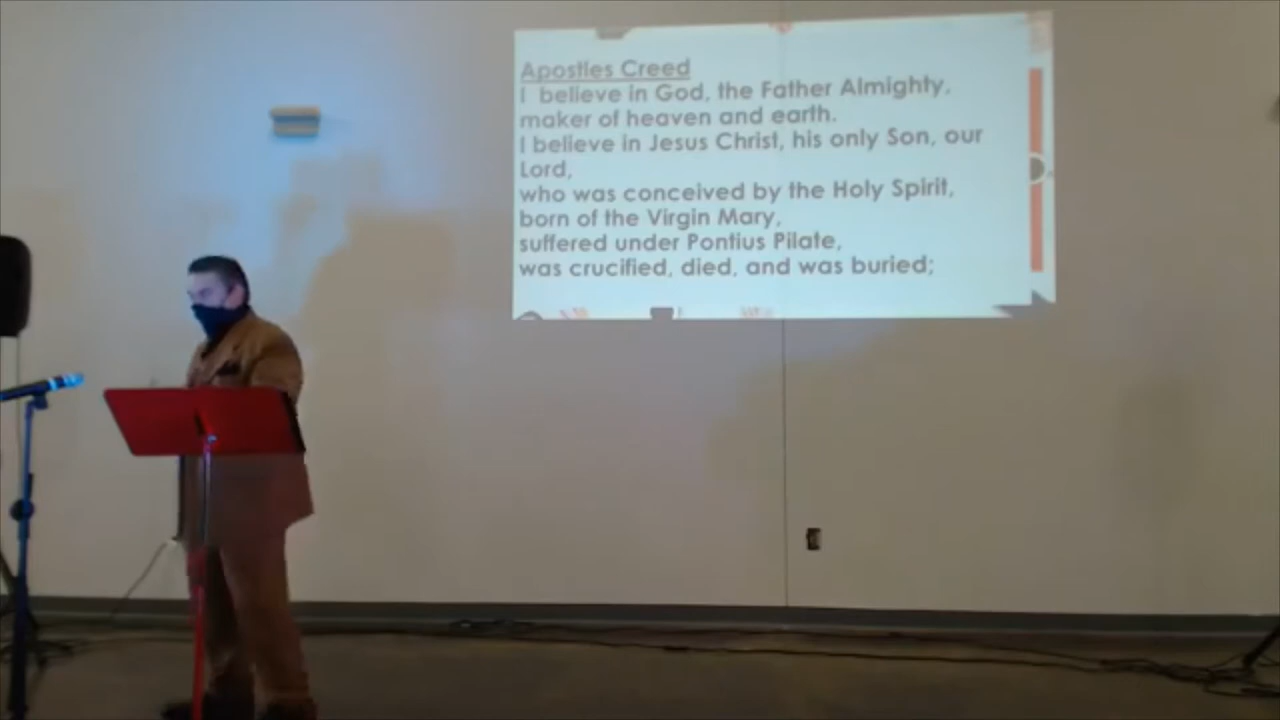 Apostles Creed
I believe in God, the Father Almighty,
maker of heaven and earth.
I believe in Jesus Christ, his only Son, our
Lord,
who was conceived by the Holy Spirit,
born of the Virgin Mary,
suffered under Pontius Pilate,
was crucified, died, and was buried;